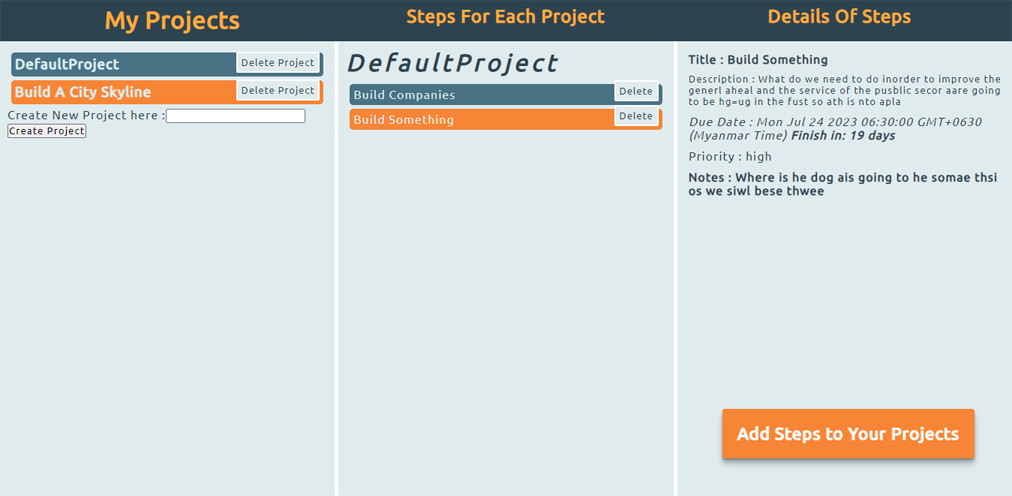 My Projects
DefaultProject
Delete Project
Build A City Skyline
Delete Project
Create New Project here :
Create Project
Steps For Each Project
DefaultProject
Build Companies
Delete
Build Something
Delete
Details Of Steps
Title : Build Something
Description : What do we need to do inorder to improve the
generl aheal and the service of the pusblic secor aare going
to be hg=ug in the fust so ath is nto apla
Due Date : Mon Jul 24 2023 06:30:00 GMT+0630
(Myanmar Time) Finish in: 19 days
Priority : high
Notes : Where is he dog ais going to he somae thsi
os we siwl bese thwee
Add Steps to Your Projects